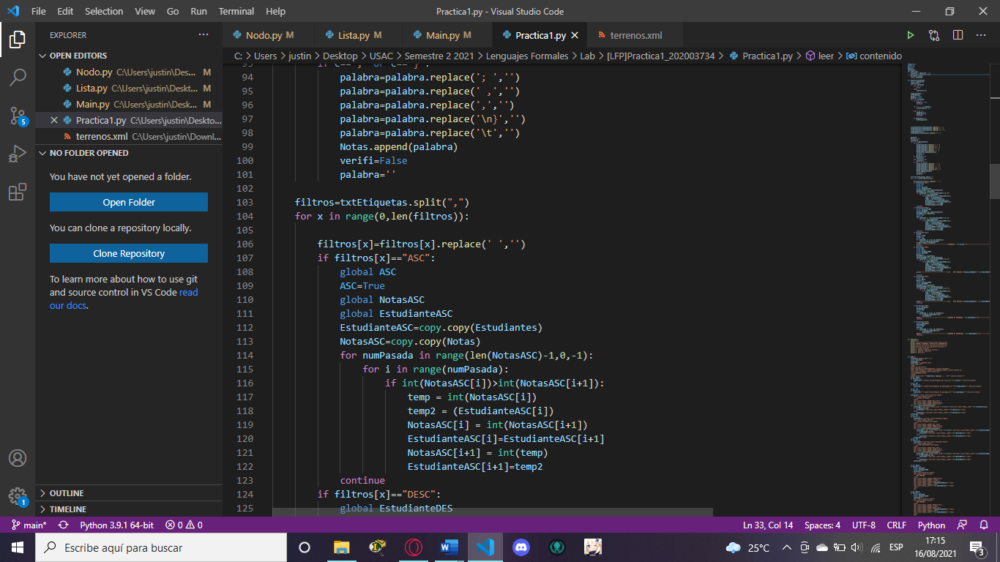 File Edit Selection View Go Run Terminal Help Practica1.py - Visual Studio Code
EXPLORER
OPEN EDITORS
Nodo.py C:\Users\justin\Des... M
Lista.py C:\Users\justin\Deskt... M
Main.py C:\Users\justin\Desk... M
Practica1.py C:\Users\justin\Deskto...
terrenos.xml C:\Users\justin\Downl...
NO FOLDER OPENED
You have not yet opened a folder.
Open Folder
You can clone a repository locally.
Clone Repository
To learn more about how to use git
and source control in VS Code read
our docs.
OUTLINE
TIMELINE
5
1
Nodo.py M Lista.py M Main.py M Practica1.py terrenos.xml
C: > Users > justin > Desktop > USAC > Semestre 2 2021 > Lenguajes Formales > Lab > [LFP]Practica1_202003734 > Practica1.py > leer > contenido
94 palabra=palabra.replace('; ','')
95 palabra=palabra.replace(' ,','')
96 palabra=palabra.replace(',','')
97 palabra=palabra.replace('\n}','')
98 palabra=palabra.replace('\t','')
99 Notas.append(palabra)
100 verifi=False
101 palabra=''
102
103 filtros=txtEtiquetas.split(",")
104 for x in range(0,len(filtros)):
105
106 filtros[x]=filtros[x].replace(' ','')
107 if filtros[x]=="ASC":
108 global ASC
109 ASC=True
110 global NotasASC
111 global EstudianteASC
112 EstudianteASC=copy.copy(Estudiantes)
113 NotasASC=copy.copy(Notas)
114 for numPasada in range(len(NotasASC)-1,0,-1):
115 for i in range(numPasada):
116 if int(NotasASC[i])>int(NotasASC[i+1]):
117 temp = int(NotasASC[i])
118 temp2 = (EstudianteASC[i])
119 NotasASC[i] = int(NotasASC[i+1])
120 EstudianteASC[i]=EstudianteASC[i+1]
121 NotasASC[i+1] = int(temp)
122 EstudianteASC[i+1]=temp2
123 continue
124 if filtros[x]=="DESC":
125 global EstudianteDES
main* Python 3.9.1 64-bit 0 0 Ln 33, Col 14 Spaces: 4 UTF-8 CRLF Python
Escribe aquí para buscar 25°C ESP 17:15
16/08/2021 3